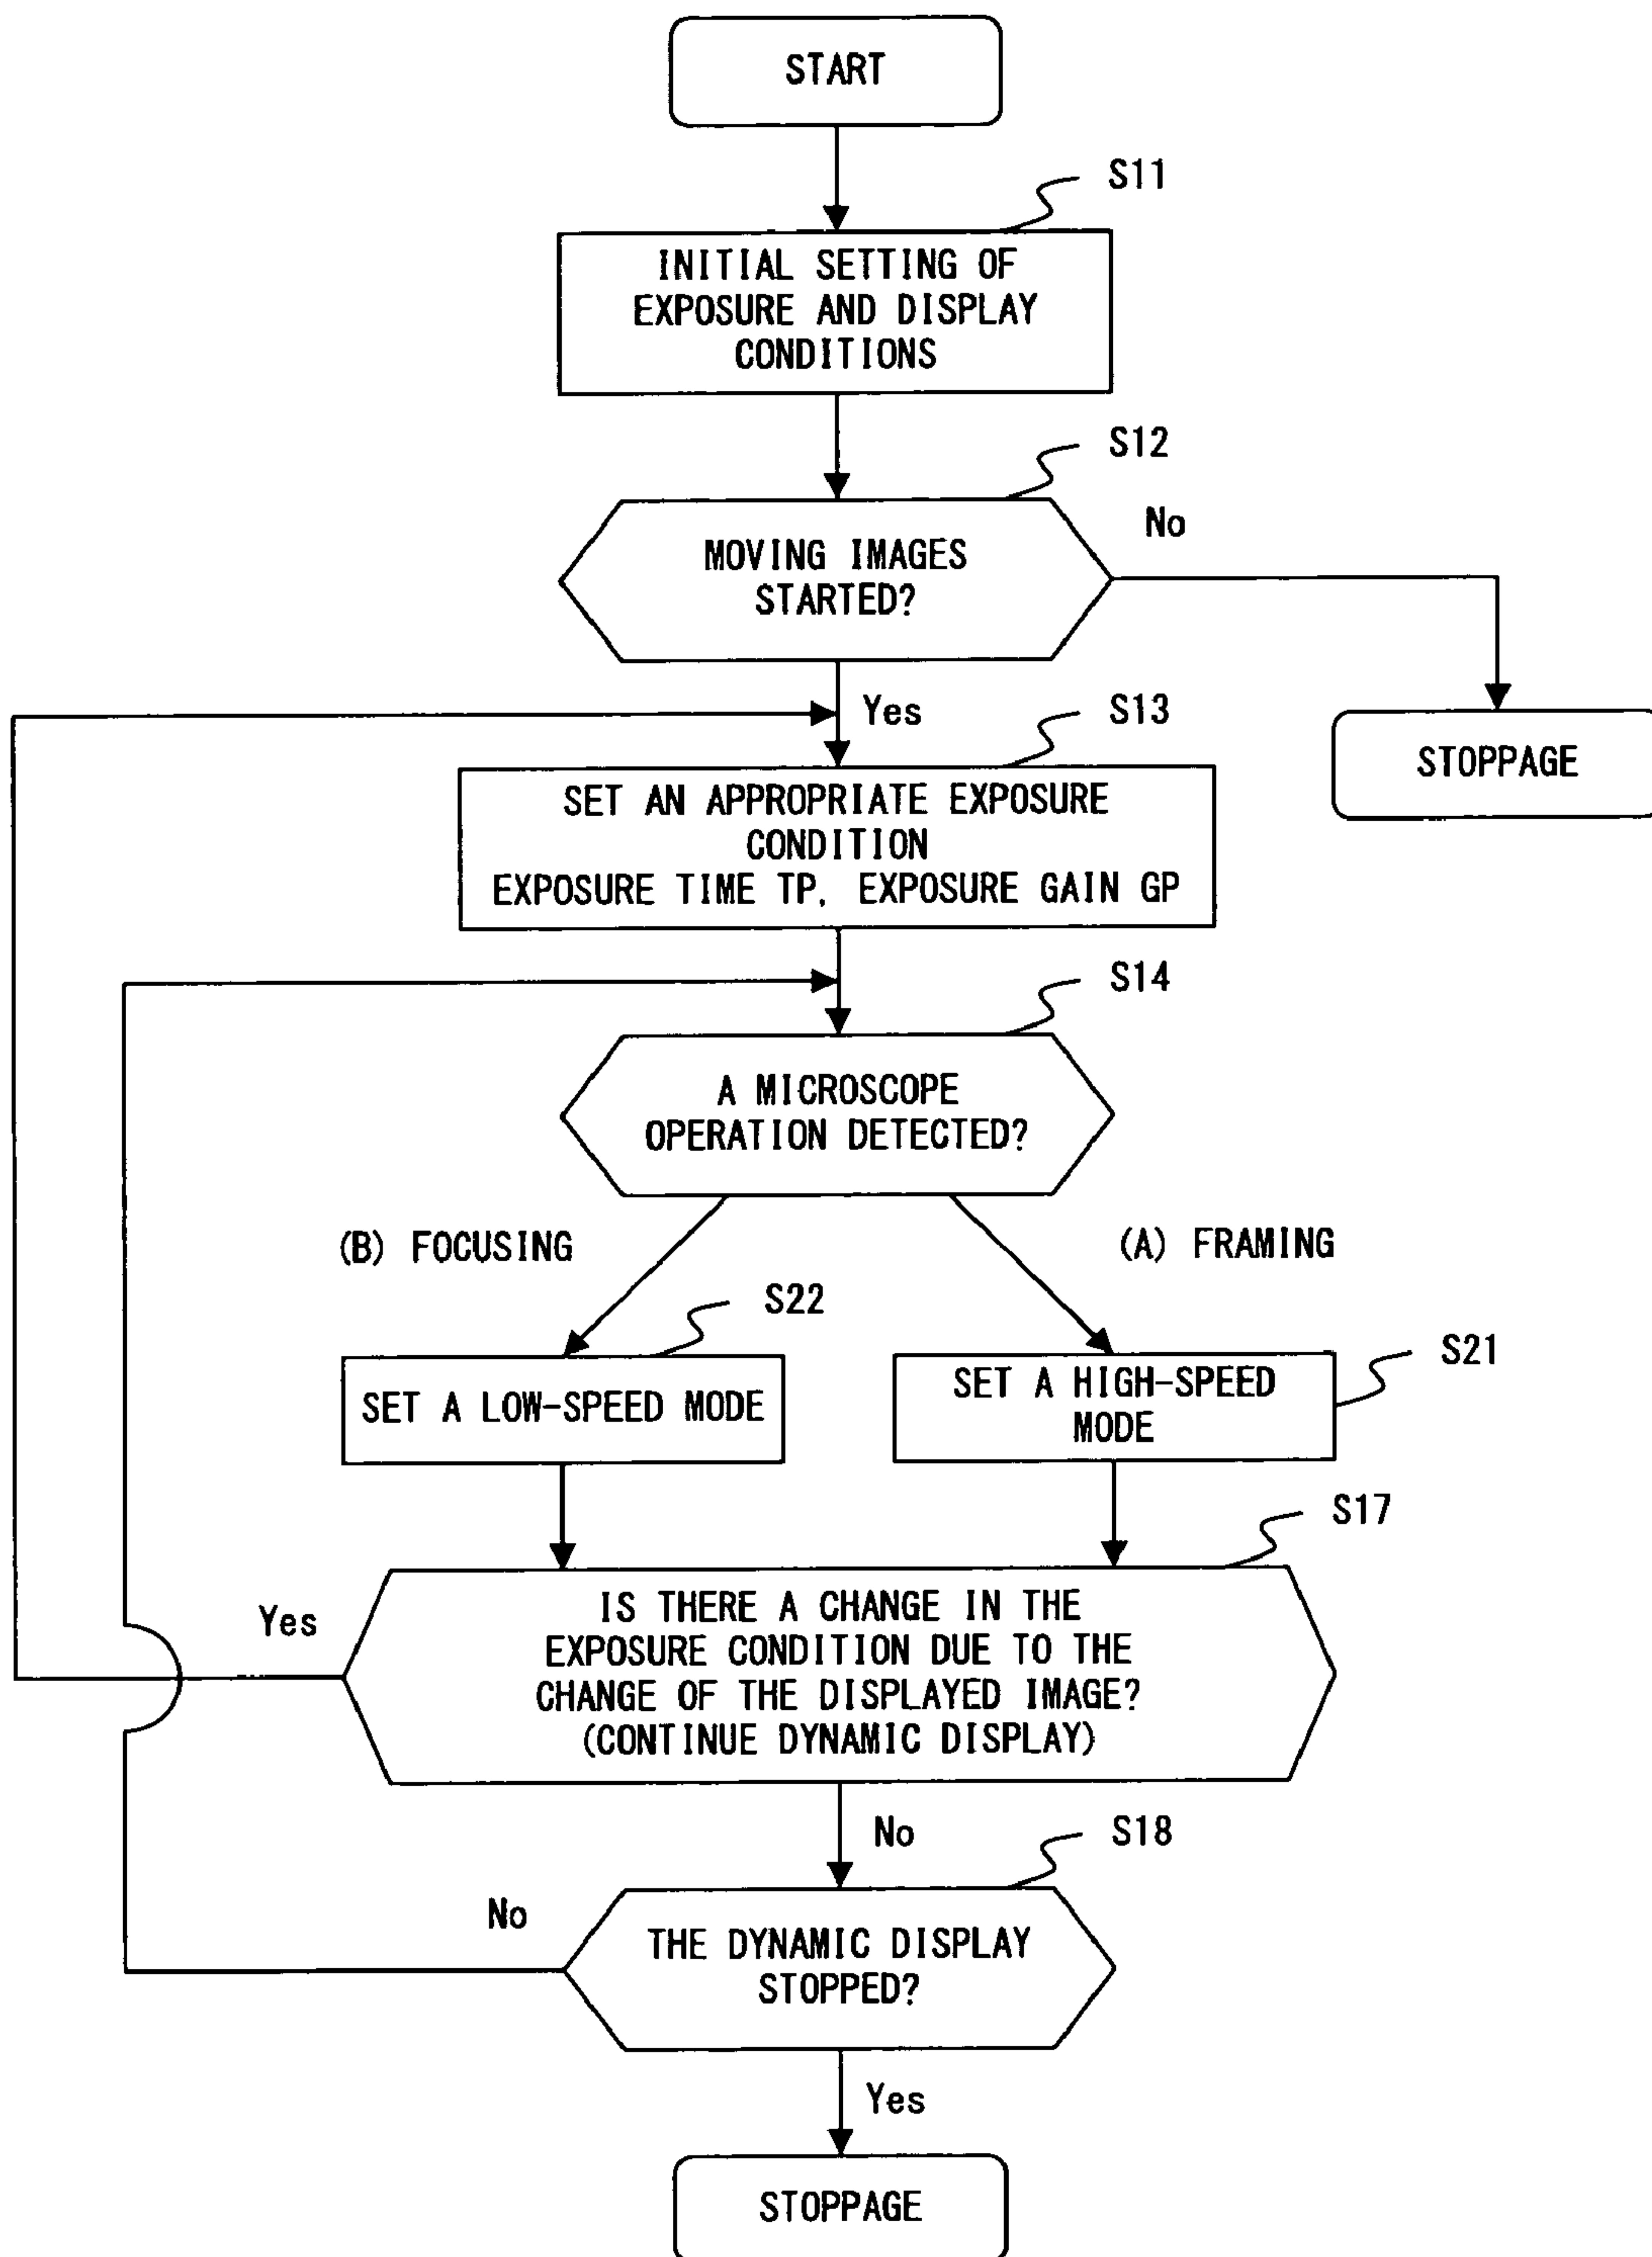 START
S11
INITIAL SETTING OF
EXPOSURE AND DISPLAY
CONDITIONS
S12
MOVING IMAGES
STARTED?
No
Yes
S13
STOPPAGE
SET AN APPROPRIATE EXPOSURE
CONDITION
EXPOSURE TIME TP, EXPOSURE GAIN GP
S14
A MICROSCOPE
OPERATION DETECTED?
(B) FOCUSING
(A) FRAMING
S22
S21
SET A LOW-SPEED MODE
SET A HIGH-SPEED
MODE
S17
Yes
IS THERE A CHANGE IN THE
EXPOSURE CONDITION DUE TO THE
CHANGE OF THE DISPLAYED IMAGE?
(CONTINUE DYNAMIC DISPLAY)
No
S18
No
THE DYNAMIC DISPLAY
STOPPED?
Yes
STOPPAGE